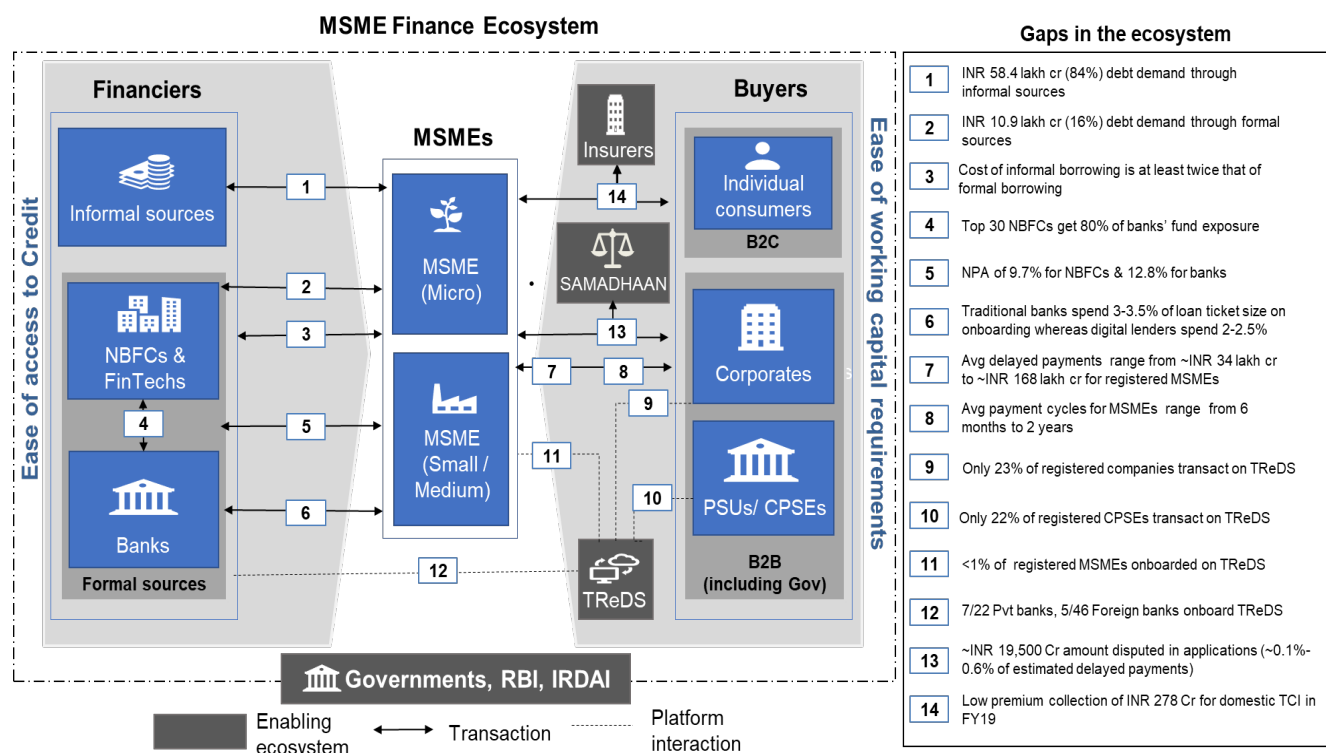 MSME Finance Ecosystem
Ease of access to Credit
Financiers
Informal sources
NBFCs &
FinTechs
4
Banks
Formal sources
1
2
3
5
6
12
MSMEs
MSME
(Micro)
MSME
(Small /
Medium)
Insurers
14
SAMADHAAN
13
7
8
9
11
10
TReDS
Buyers
Individual
consumers
B2C
Corporates
s
PSUs/ CPSEs
B2B
(including Gov)
Ease of working capital requirements
Governments, RBI, IRDAI
Enabling
ecosystem
Transaction
Platform
interaction
Gaps in the ecosystem
1
INR 58.4 lakh cr (84%) debt demand through
informal sources
2
INR 10.9 lakh cr (16%) debt demand through formal
sources
3
Cost of informal borrowing is at least twice that of
formal borrowing
4
Top 30 NBFCs get 80% of banks' fund exposure
5
NPA of 9.7% for NBFCs & 12.8% for banks
6
Traditional banks spend 3-3.5% of loan ticket size on
onboarding whereas digital lenders spend 2-2.5%
7
Avg delayed payments range from ~INR 34 lakh cr
to ~INR 168 lakh cr for registered MSMEs
8
Avg payment cycles for MSMEs range from 6
months to 2 years
9
Only 23% of registered companies transact on TReDS
10
Only 22% of registered CPSEs transact on TReDS
11
<1% of registered MSMEs onboarded on TReDS
12
7/22 Pvt banks, 5/46 Foreign banks onboard TReDS
13
~INR 19,500 Cr amount disputed in applications (~0.1%-
0.6% of estimated delayed payments)
14
Low premium collection of INR 278 Cr for domestic TCI in
FY19